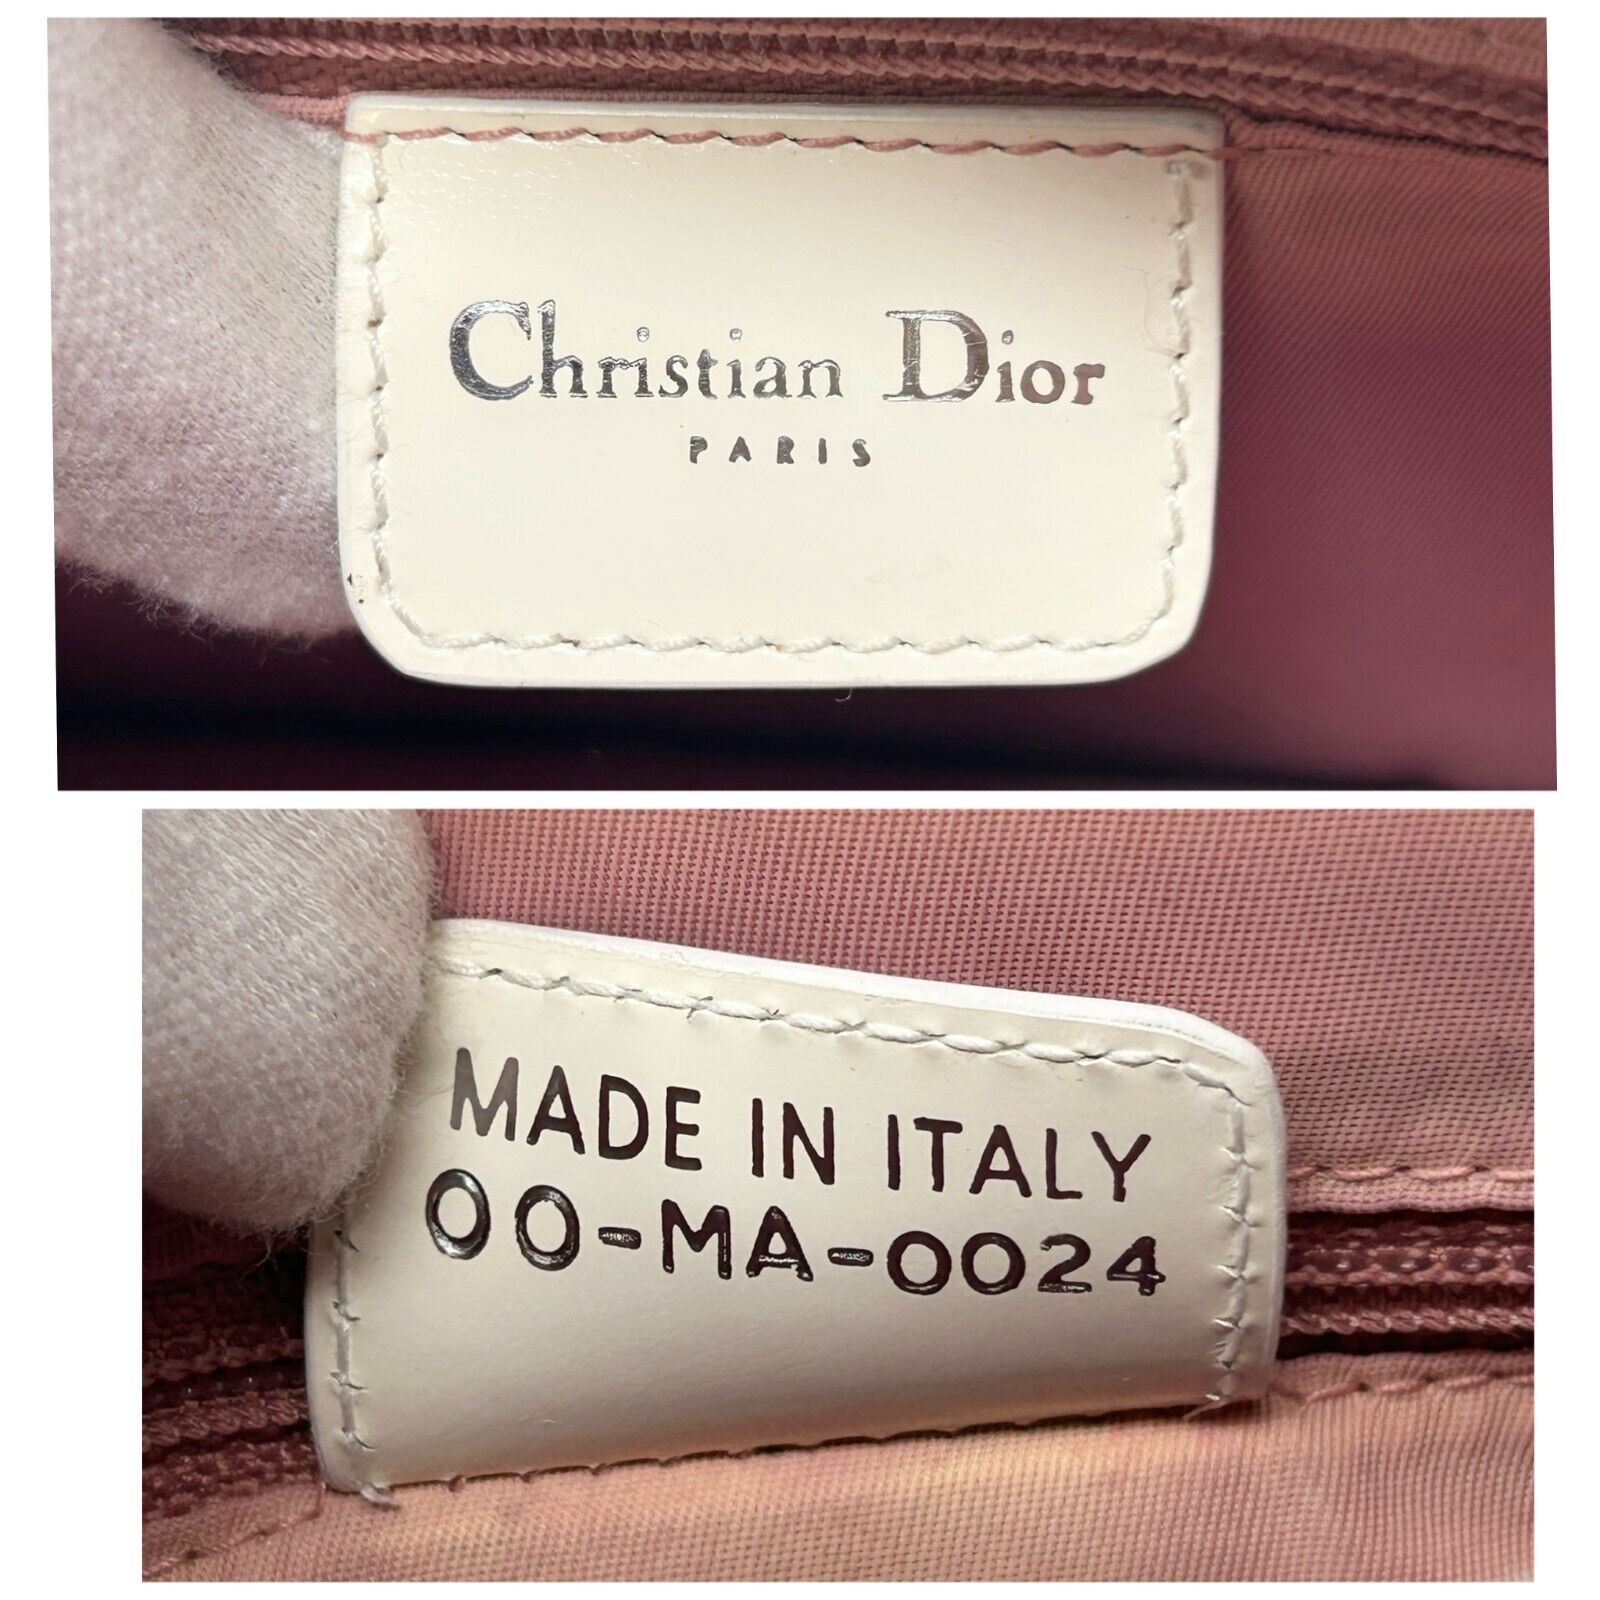 Christian Dior
PARIS
MADE IN ITALY
00-MA-0024